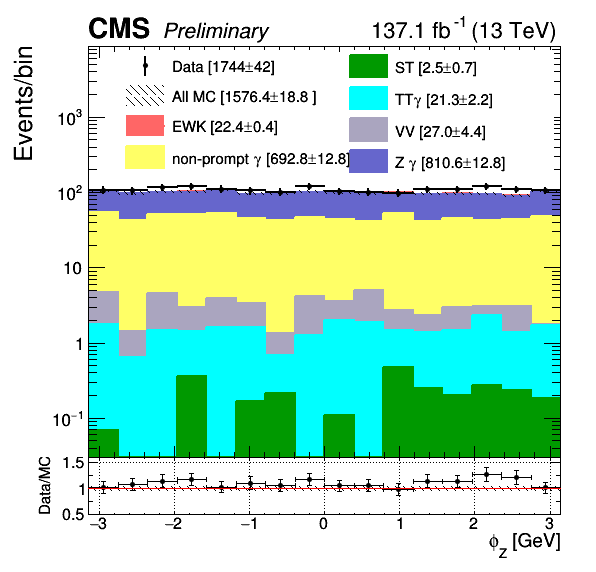 CMS Preliminary 137.1 fb⁻¹ (13 TeV)
Events/bin
Data [1744±42]
All MC [1576.4±18.8 ]
EWK [22.4±0.4]
non-prompt γ [692.8±12.8]
ST [2.5±0.7]
TTγ [21.3±2.2]
VV [27.0±4.4]
Z γ [810.6±12.8]
10³
10²
10
1
10⁻¹
Data/MC
1.5
1
0.5
−3 −2 −1 0 1 2 3
ϕ_Z [GeV]